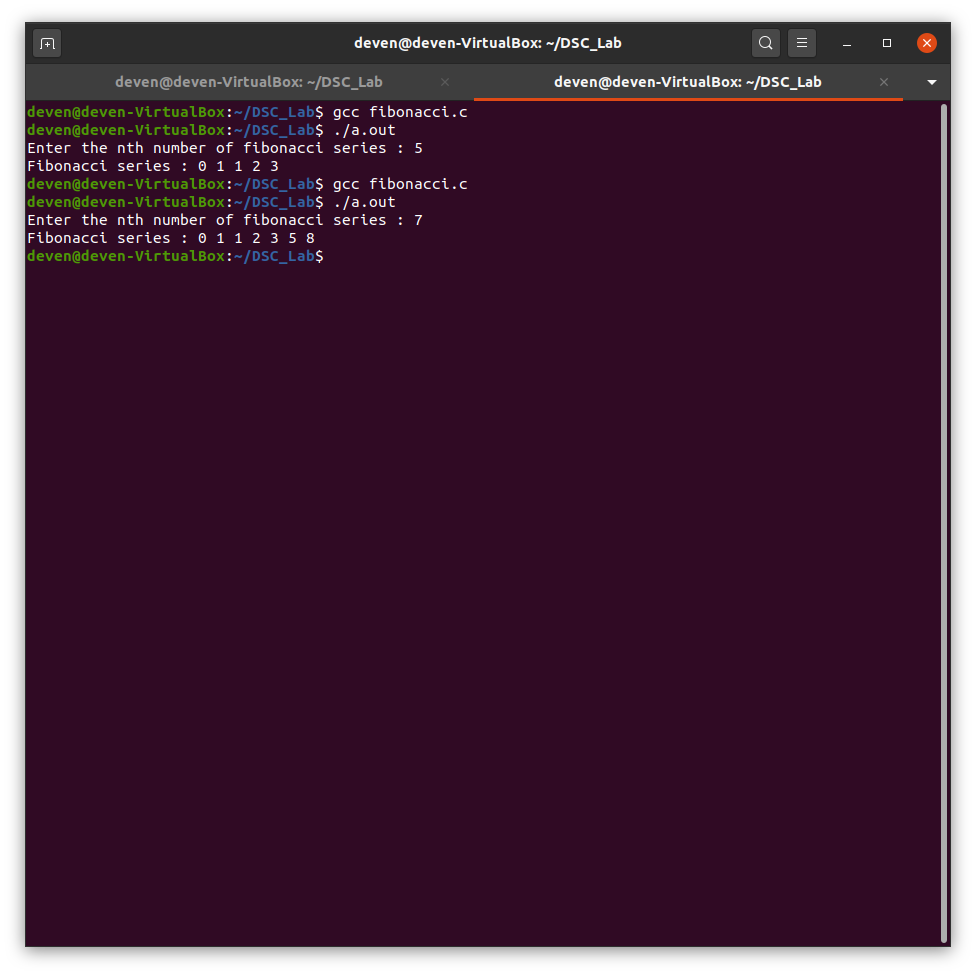 deven@deven-VirtualBox: ~/DSC_Lab
deven@deven-VirtualBox: ~/DSC_Lab
deven@deven-VirtualBox: ~/DSC_Lab
deven@deven-VirtualBox:~/DSC_Lab$ gcc fibonacci.c
deven@deven-VirtualBox:~/DSC_Lab$ ./a.out
Enter the nth number of fibonacci series : 5
Fibonacci series : 0 1 1 2 3
deven@deven-VirtualBox:~/DSC_Lab$ gcc fibonacci.c
deven@deven-VirtualBox:~/DSC_Lab$ ./a.out
Enter the nth number of fibonacci series : 7
Fibonacci series : 0 1 1 2 3 5 8
deven@deven-VirtualBox:~/DSC_Lab$